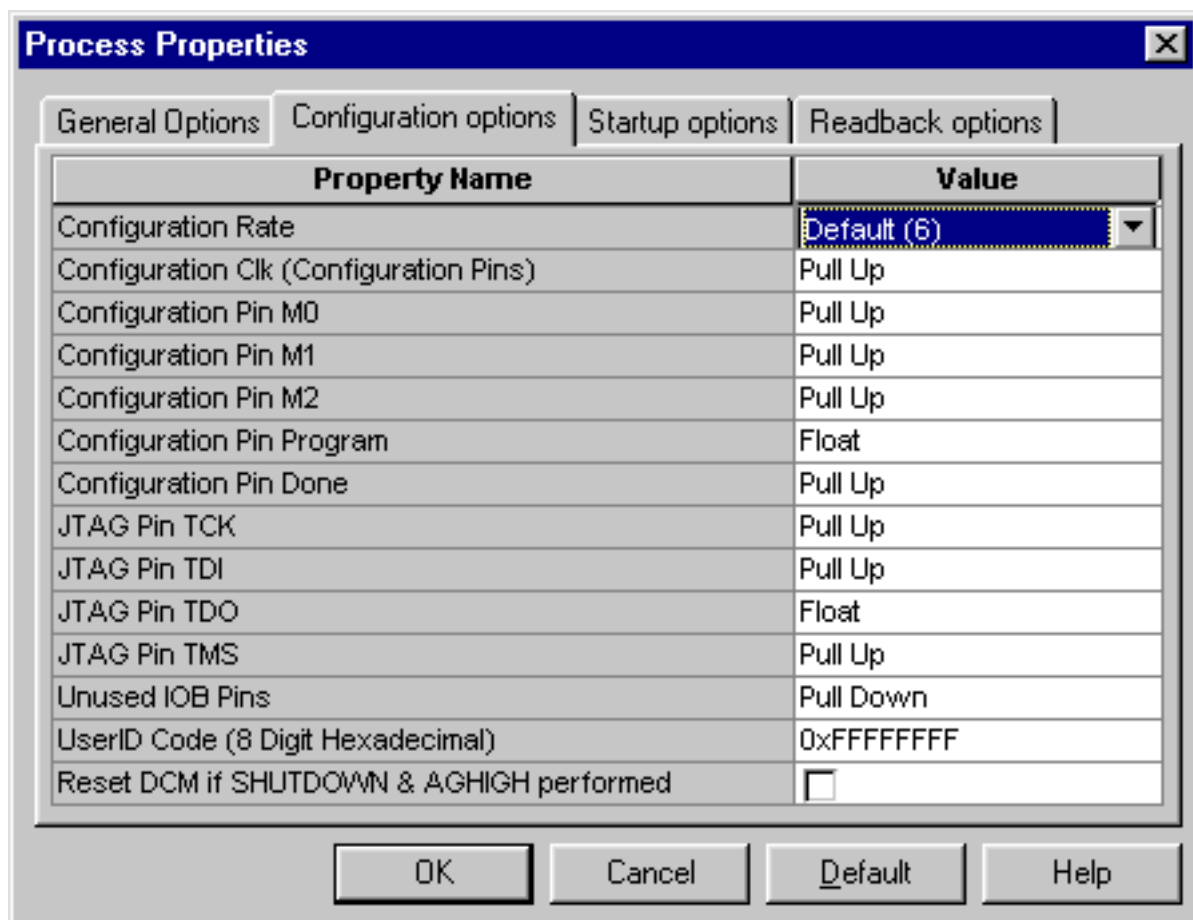 Process Properties
General Options Configuration options Startup options Readback options
Property Name Value
Configuration Rate Default (6)
Configuration Clk (Configuration Pins) Pull Up
Configuration Pin M0 Pull Up
Configuration Pin M1 Pull Up
Configuration Pin M2 Pull Up
Configuration Pin Program Float
Configuration Pin Done Pull Up
JTAG Pin TCK Pull Up
JTAG Pin TDI Pull Up
JTAG Pin TDO Float
JTAG Pin TMS Pull Up
Unused IOB Pins Pull Down
UserID Code (8 Digit Hexadecimal) 0xFFFFFFFF
Reset DCM if SHUTDOWN & AGHIGH performed
OK Cancel Default Help